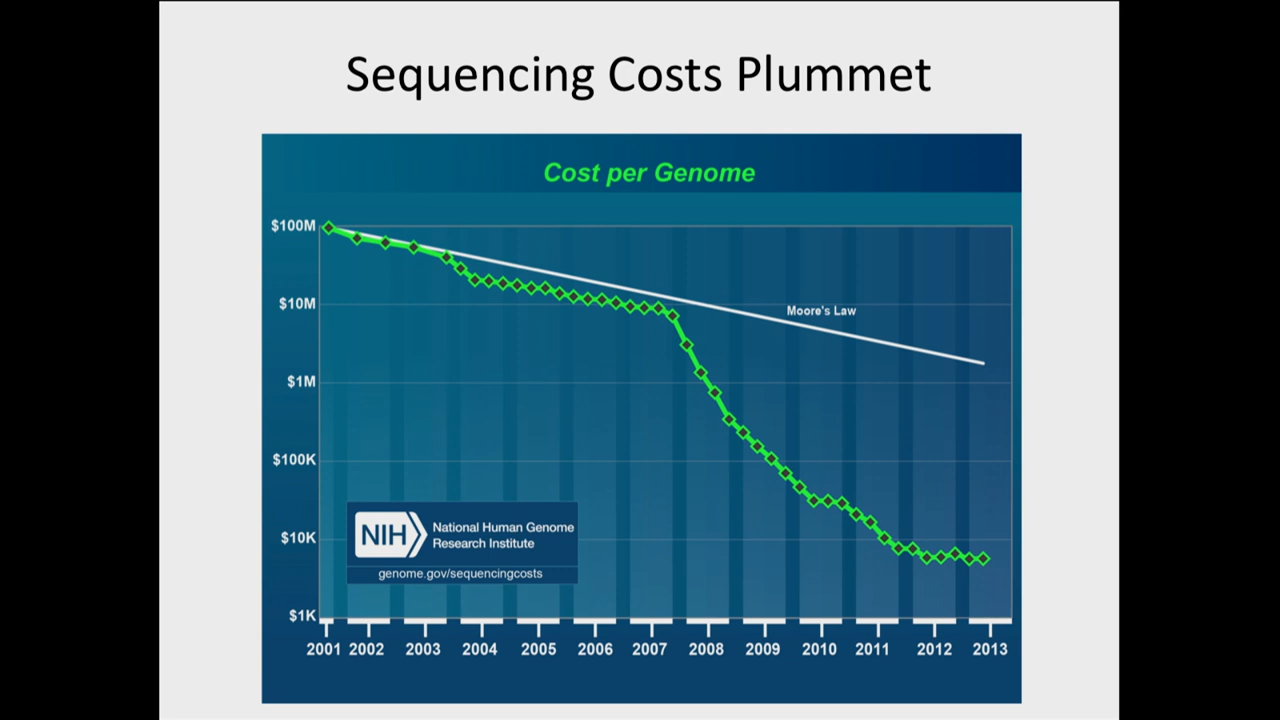 Sequencing Costs Plummet
Cost per Genome
$100M
$10M
Moore's Law
$1M
$100K
NIH
National Human Genome
Research Institute
$10K
genome.gov/sequencingcosts
$1K
2001 2002 2003 2004 2005 2006 2007 2008 2009 2010 2011 2012 2013